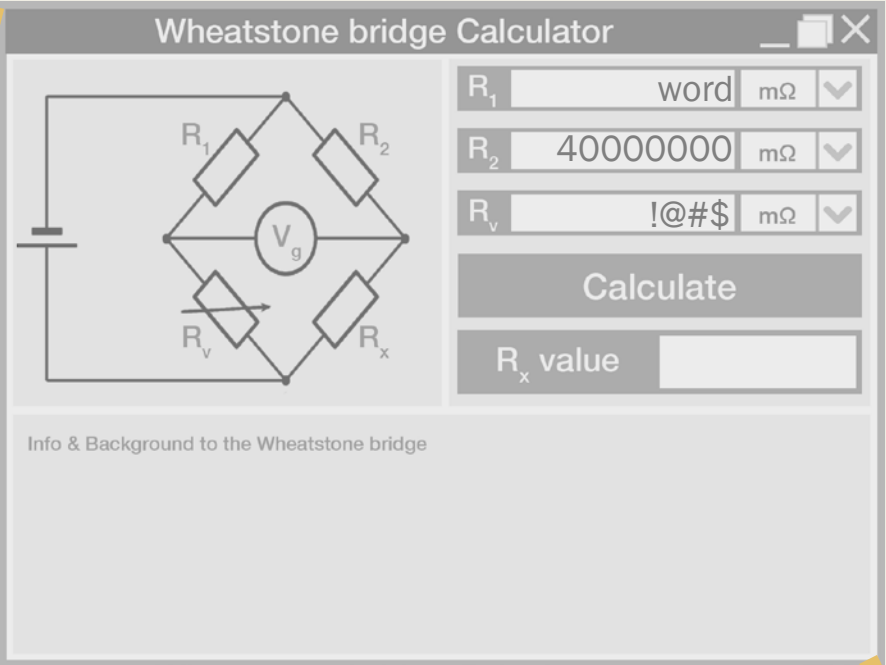 Wheatstone bridge Calculator
R1
R2
Vg
Rv
Rx
R1 word mΩ
R2 40000000 mΩ
Rv !@#$ mΩ
Calculate
Rx value
Info & Background to the Wheatstone bridge